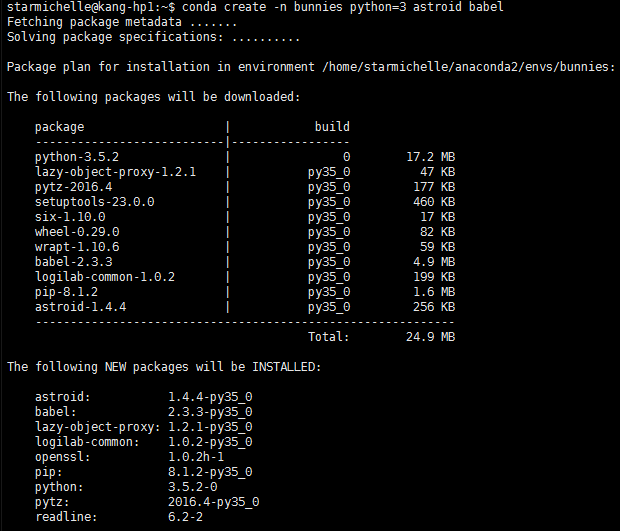 starmichelle@kang-hp1:~$ conda create -n bunnies python=3 astroid babel
Fetching package metadata .......
Solving package specifications: ..........
Package plan for installation in environment /home/starmichelle/anaconda2/envs/bunnies:
The following packages will be downloaded:
package | build
---------------------------|-----------------
python-3.5.2 | 0 17.2 MB
lazy-object-proxy-1.2.1 | py35_0 47 KB
pytz-2016.4 | py35_0 177 KB
setuptools-23.0.0 | py35_0 460 KB
six-1.10.0 | py35_0 17 KB
wheel-0.29.0 | py35_0 82 KB
wrapt-1.10.6 | py35_0 59 KB
babel-2.3.3 | py35_0 4.9 MB
logilab-common-1.0.2 | py35_0 199 KB
pip-8.1.2 | py35_0 1.6 MB
astroid-1.4.4 | py35_0 256 KB
------------------------------------------------------------
Total: 24.9 MB
The following NEW packages will be INSTALLED:
astroid: 1.4.4-py35_0
babel: 2.3.3-py35_0
lazy-object-proxy: 1.2.1-py35_0
logilab-common: 1.0.2-py35_0
openssl: 1.0.2h-1
pip: 8.1.2-py35_0
python: 3.5.2-0
pytz: 2016.4-py35_0
readline: 6.2-2